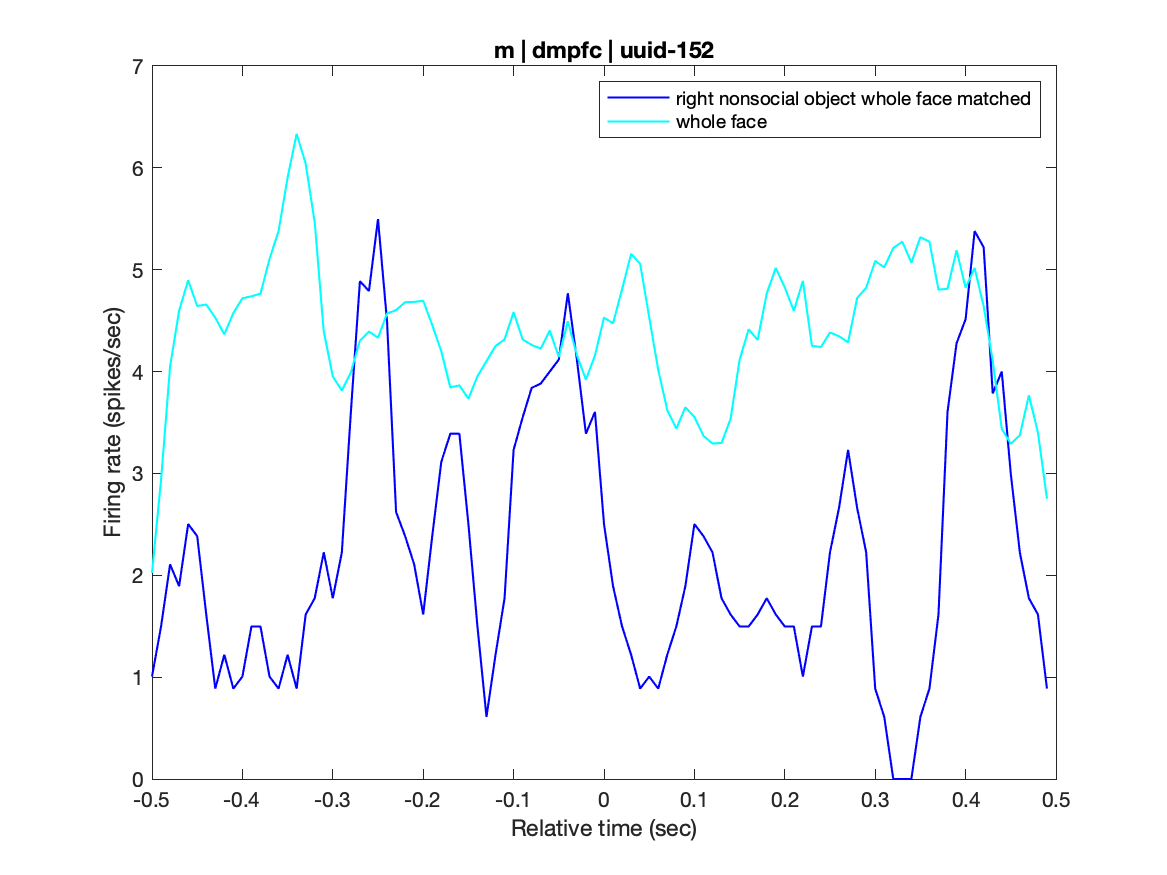 m | dmpfc | uuid-152
7
right nonsocial object whole face matched
whole face
6
5
4
3
2
1
0
Firing rate (spikes/sec)
-0.5 -0.4 -0.3 -0.2 -0.1 0 0.1 0.2 0.3 0.4 0.5
Relative time (sec)